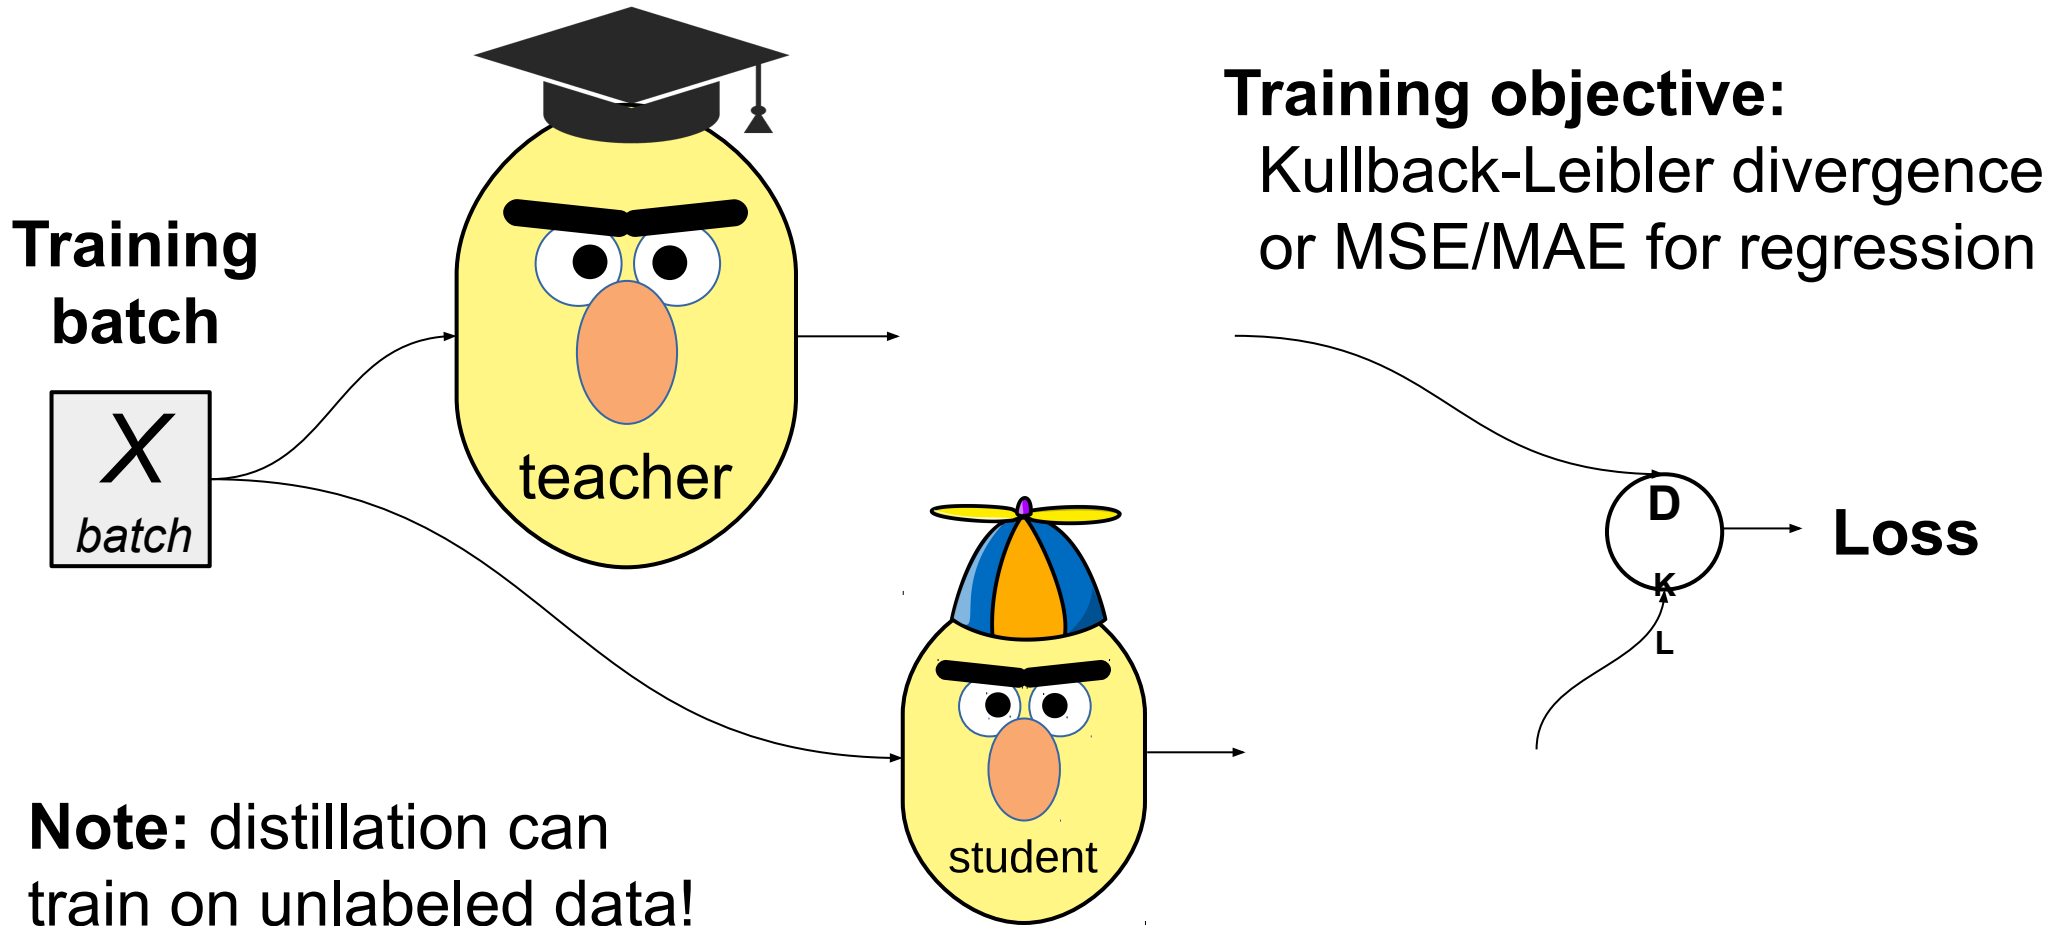 Training objective:
Kullback-Leibler divergence
or MSE/MAE for regression
Training
batch
X
batch
teacher
D
K
L
Loss
student
Note: distillation can
train on unlabeled data!